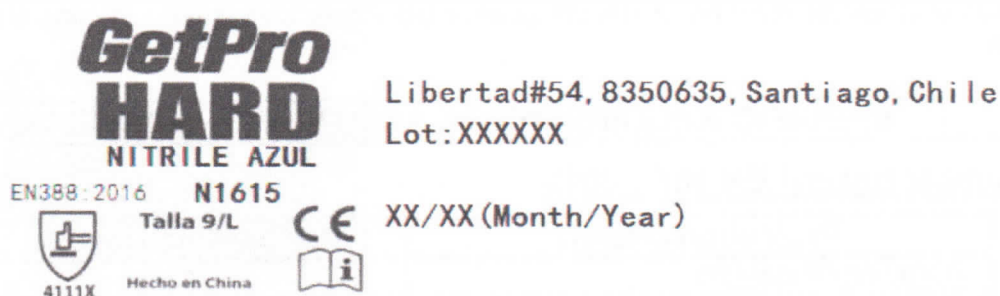 GetPro
HARD
NITRILE AZUL
EN388:2016 N1615
Talla 9/L
CE
i
4111X
Hecho en China
Libertad#54, 8350635, Santiago, Chile
Lot:XXXXXX
XX/XX(Month/Year)